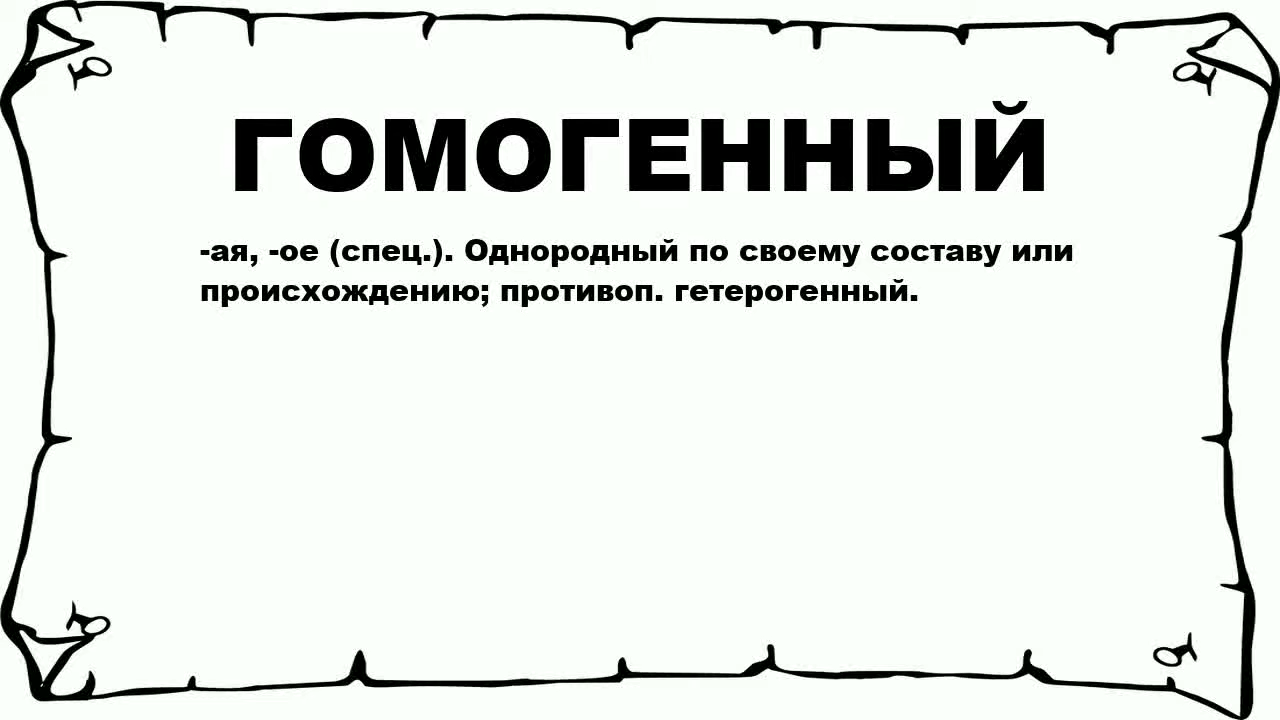 ГОМОГЕННЫЙ
-ая, -ое (спец.). Однородный по своему составу или
происхождению; противоп. гетерогенный.